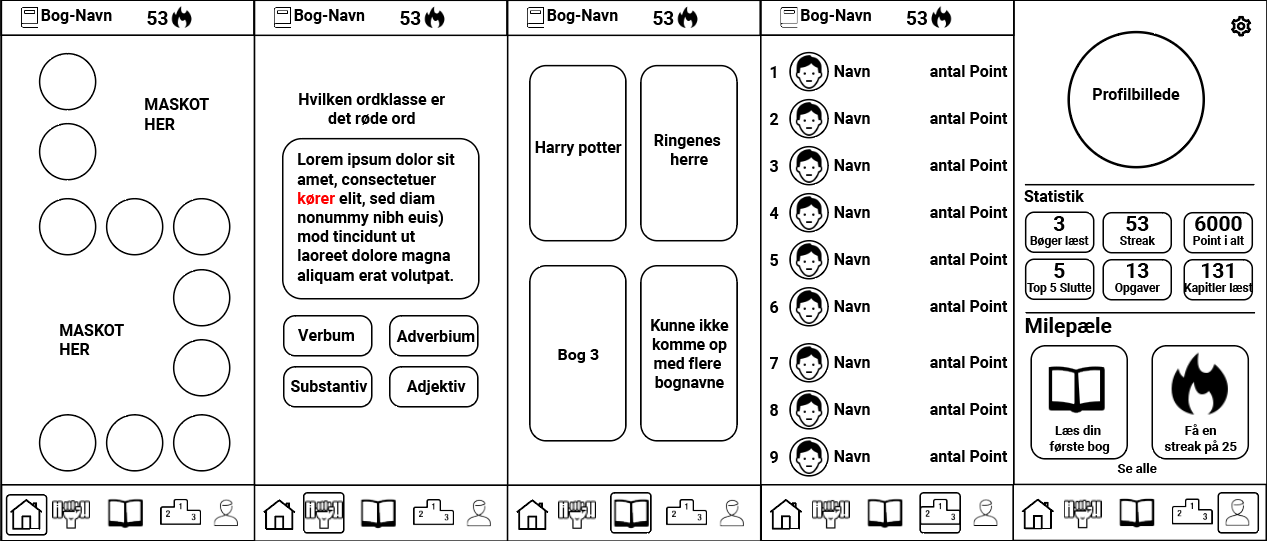 Bog-Navn
53
MASKOT
HER
MASKOT
HER
2 1 3
Bog-Navn
53
Hvilken ordklasse er
det røde ord
Lorem ipsum dolor sit
amet, consectetuer
kører elit, sed diam
nonummy nibh euis)
mod tincidunt ut
laoreet dolore magna
aliquam erat volutpat.
Verbum
Adverbium
Substantiv
Adjektiv
2 1 3
Bog-Navn
53
Harry potter
Ringenes
herre
Bog 3
Kunne ikke
komme op
med flere
bognavne
2 1 3
Bog-Navn
53
1 Navn antal Point
2 Navn antal Point
3 Navn antal Point
4 Navn antal Point
5 Navn antal Point
6 Navn antal Point
7 Navn antal Point
8 Navn antal Point
9 Navn antal Point
2 1 3
Profilbillede
Statistik
3
Bøger læst
53
Streak
6000
Point i alt
5
Top 5 Slutte
13
Opgaver
131
Kapitler læst
Milepæle
Læs din
første bog
Få en
streak på 25
Se alle
2 1 3